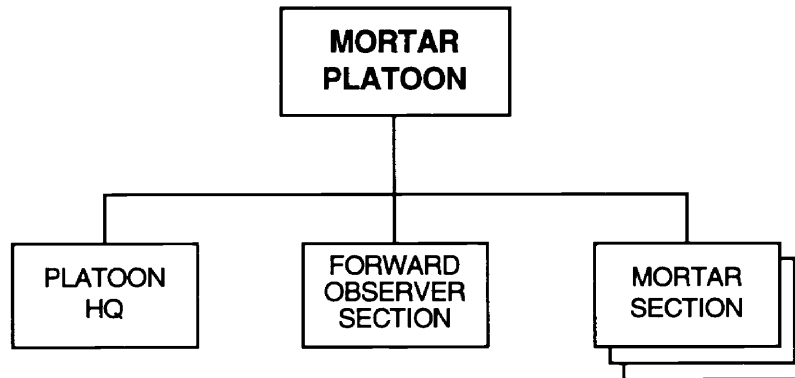 MORTAR
PLATOON
PLATOON
HQ
FORWARD
OBSERVER
SECTION
MORTAR
SECTION